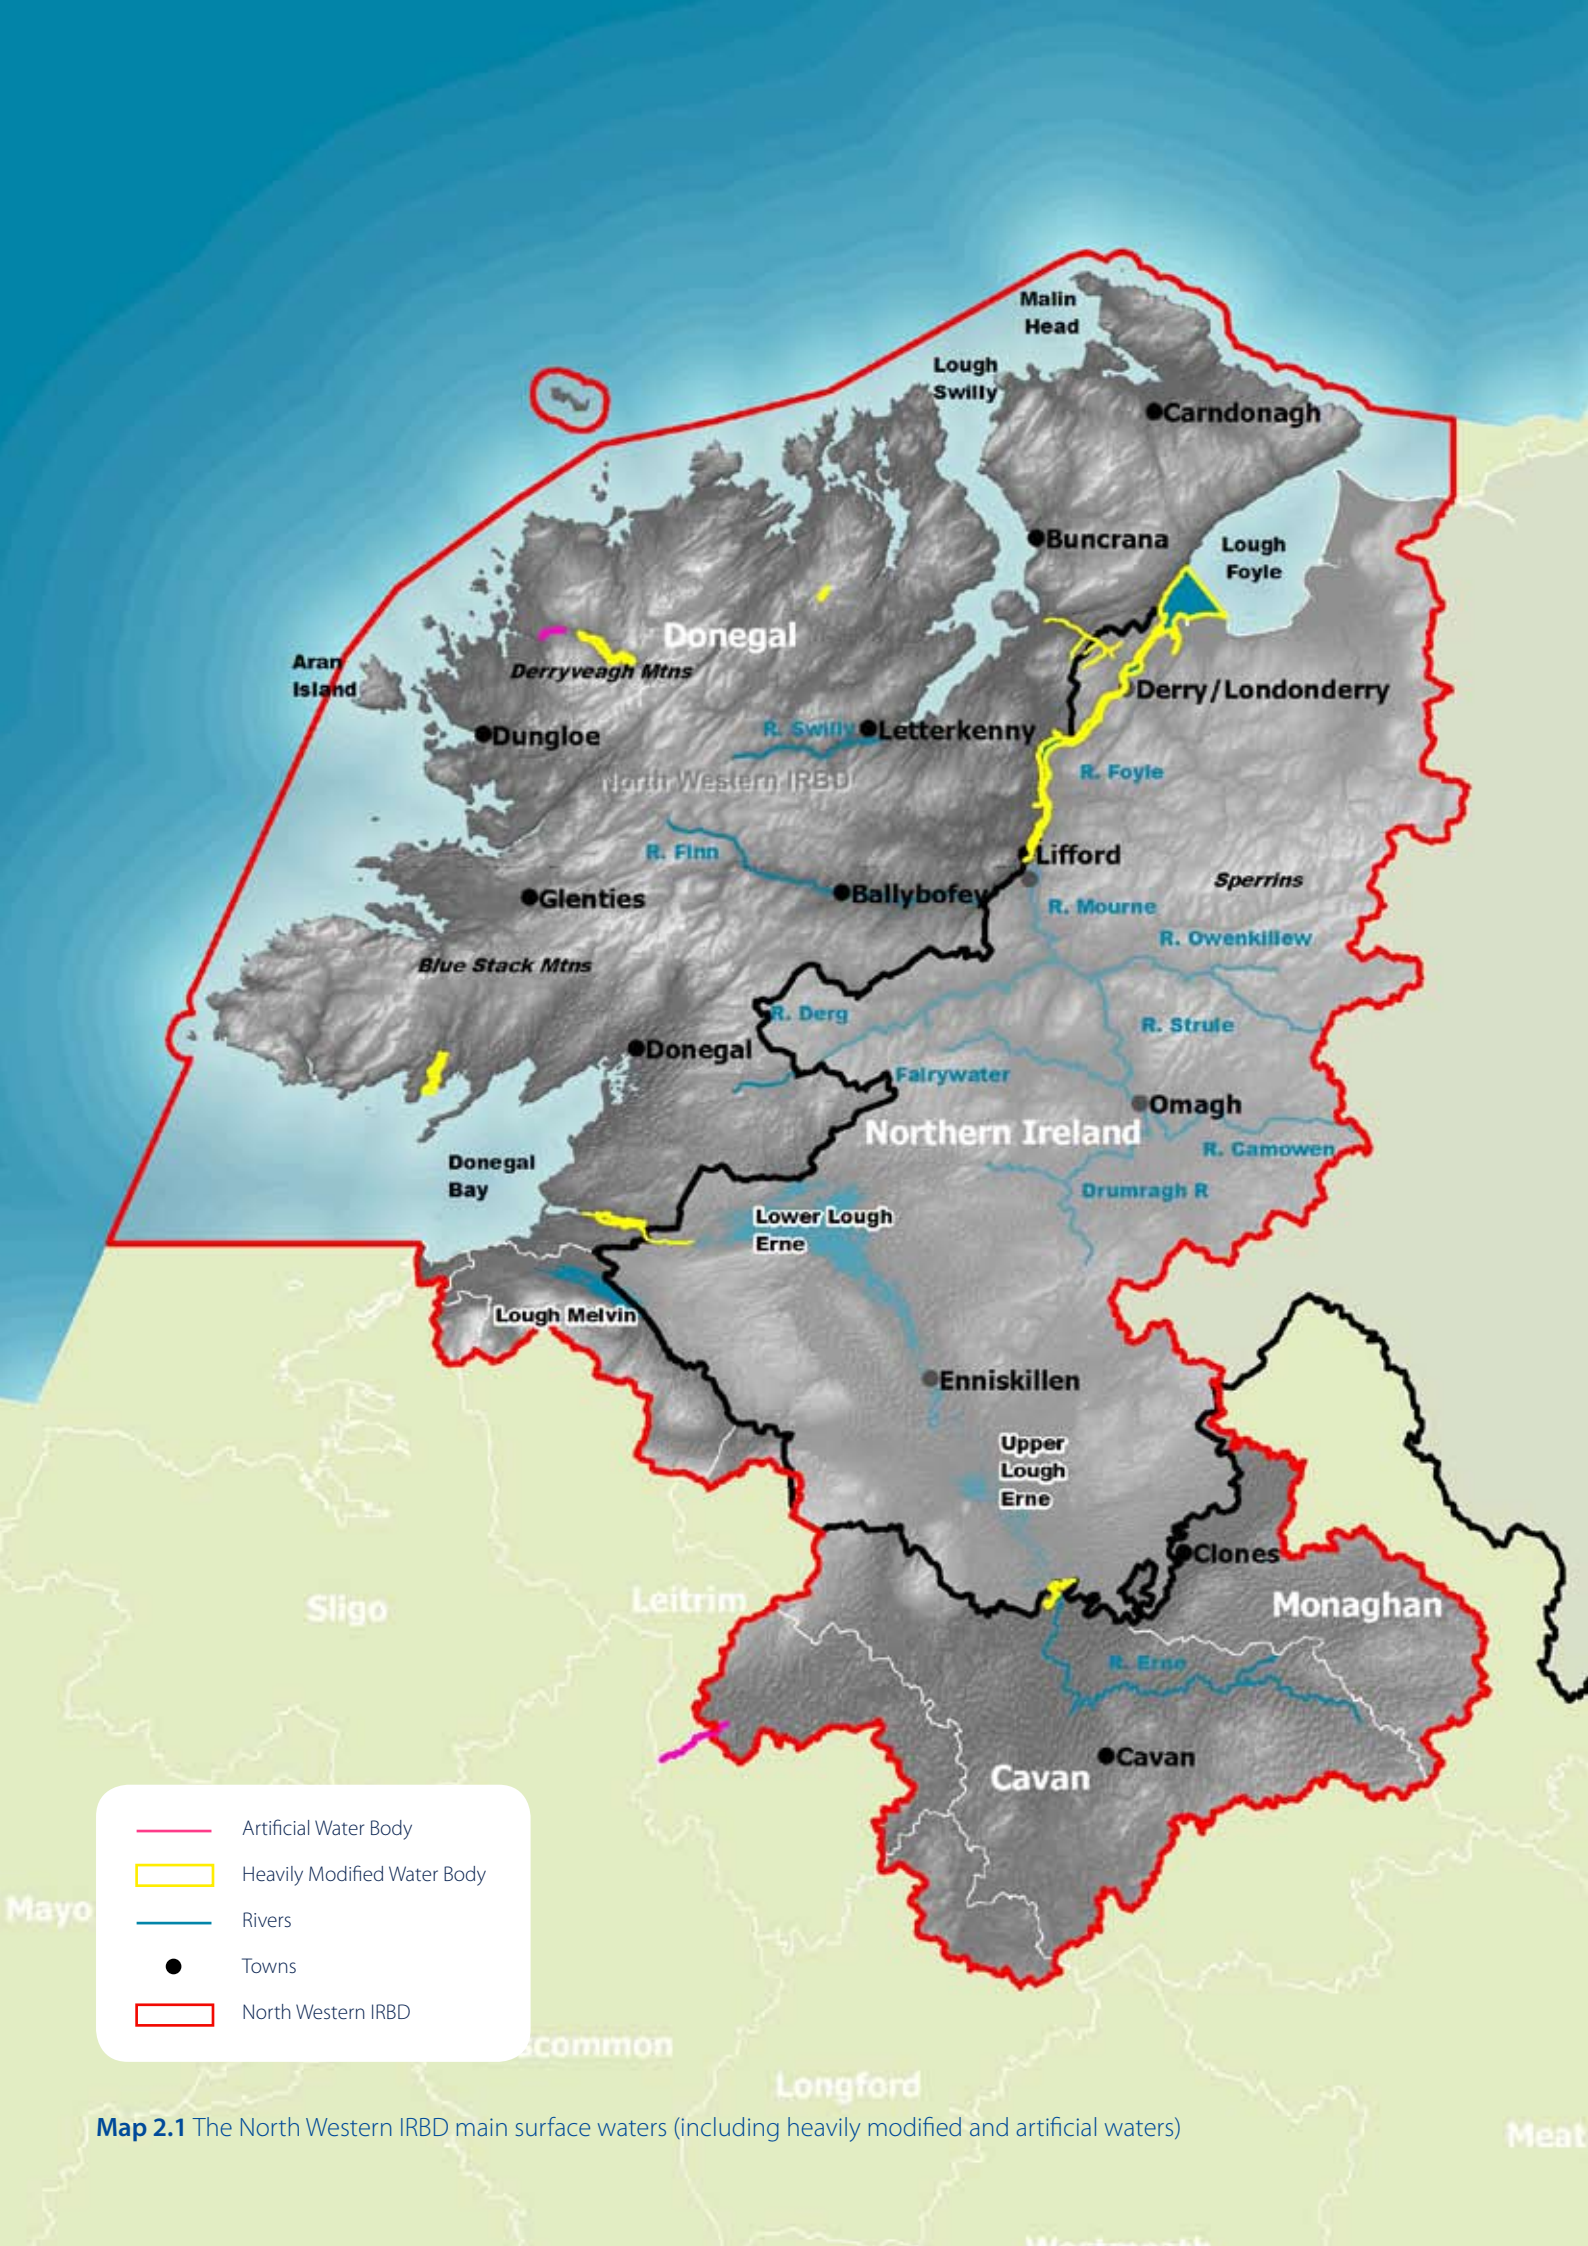 Malin
Head
Lough
Swilly
Carndonagh
Buncrana
Lough
Foyle
Donegal
Derryveagh Mtns
Aran
Island
Derry/Londonderry
Dungloe
R. Swilly
Letterkenny
R. Foyle
North Western IRBD
R. Finn
Lifford
Sperrins
Glenties
Ballybofey
R. Mourne
R. Owenkillew
Blue Stack Mtns
R. Derg
R. Strule
Donegal
Fairywater
Omagh
Northern Ireland
R. Camowen
Donegal
Bay
Drumragh R
Lower Lough
Erne
Lough Melvin
Enniskillen
Upper
Lough
Erne
Clones
Sligo
Leitrim
Monaghan
R. Erne
Cavan
Cavan
Artificial Water Body
Heavily Modified Water Body
Mayo
Rivers
Towns
North Western IRBD
scommon
Longford
Map 2.1 The North Western IRBD main surface waters (including heavily modified and artificial waters)
Meat